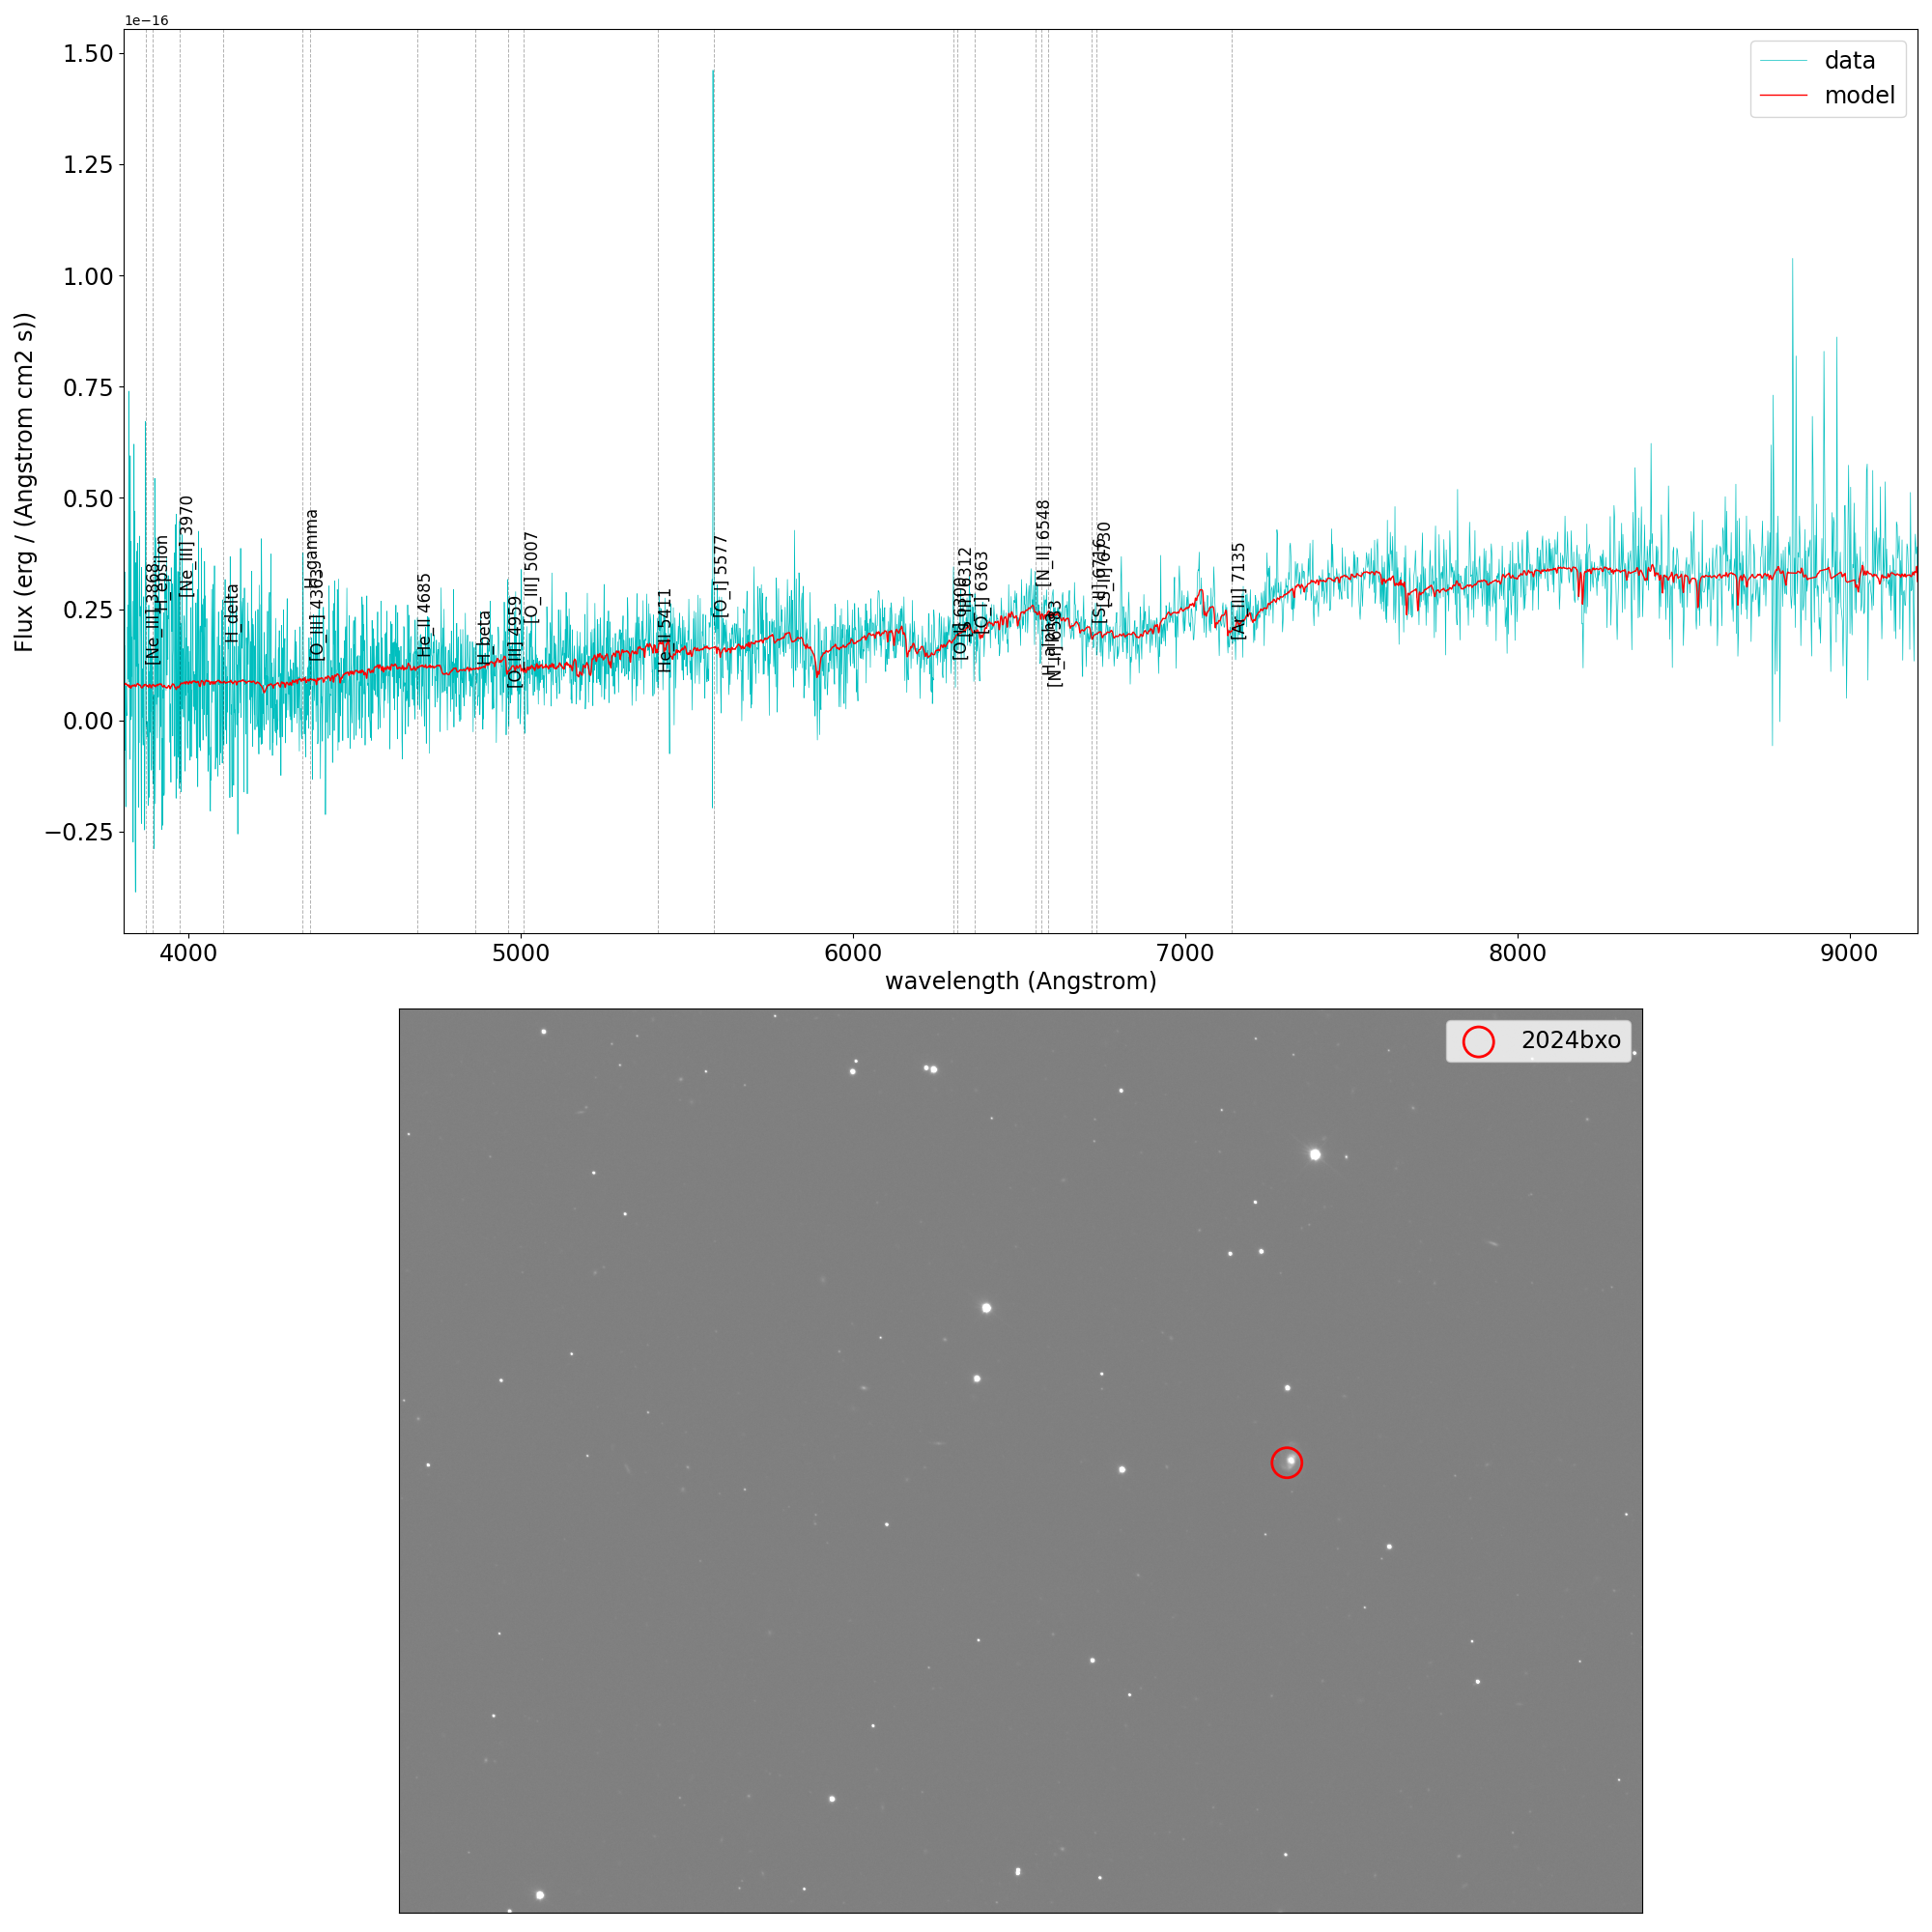 1e−16
data
model
1.50
1.25
1.00
0.75
0.50
0.25
0.00
−0.25
Flux (erg / (Angstrom cm2 s))
[Ne_III] 3868
H_epsilon
[Ne_III] 3970
H_delta
H_gamma
[O_III] 4363
He_II 4685
H_beta
[O_III] 4959
[O_III] 5007
He_II 5411
[O_I] 5577
[O_I] 6300
[S_III] 6312
[O_I] 6363
[N_II] 6548
H_alpha
[N_II] 6583
[S_II] 6716
[S_II] 6730
[Ar_III] 7135
4000
5000
6000
7000
8000
9000
wavelength (Angstrom)
2024bxo